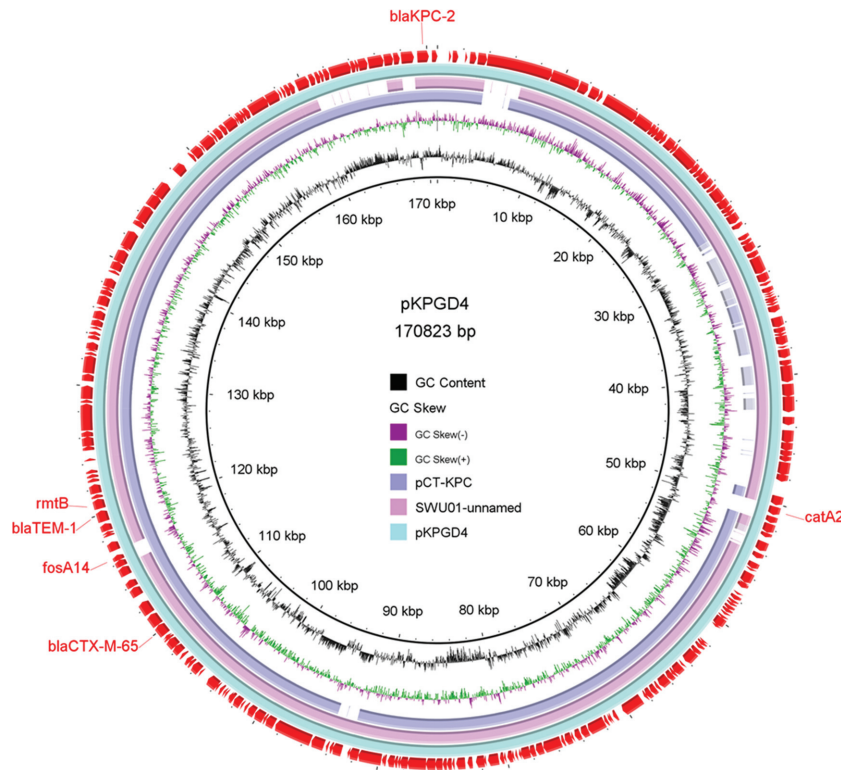 blaKPC-2
170 kbp
10 kbp
160 kbp
20 kbp
150 kbp
30 kbp
140 kbp
pKPGD4
170823 bp
130 kbp
40 kbp
GC Content
GC Skew
GC Skew(-)
GC Skew(+)
pCT-KPC
SWU01-unnamed
pKPGD4
120 kbp
50 kbp
rmtB
blaTEM-1
catA2
fosA14
110 kbp
60 kbp
blaCTX-M-65
100 kbp
70 kbp
90 kbp
80 kbp